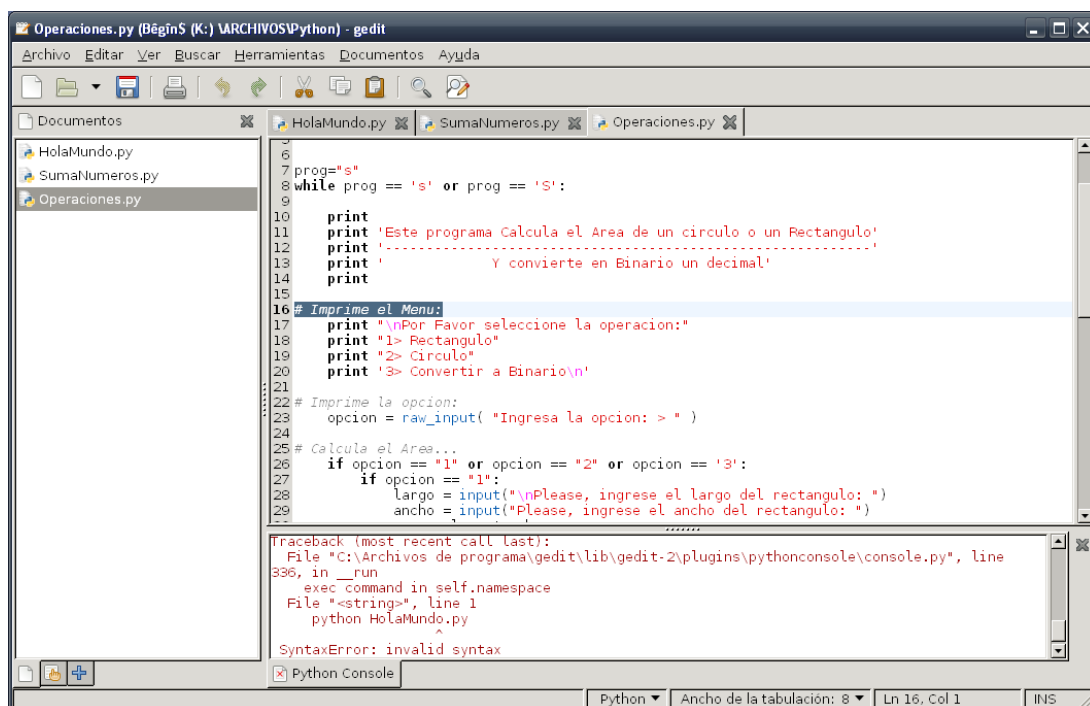 Operaciones.py (BêgînS (K:) \ARCHIVOS\Python) - gedit
Archivo Editar Ver Buscar Herramientas Documentos Ayuda
Documentos
HolaMundo.py
SumaNumeros.py
Operaciones.py
HolaMundo.py SumaNumeros.py Operaciones.py
6
7 prog="s"
8 while prog == 's' or prog == 'S':
9
10 print
11 print 'Este programa Calcula el Area de un circulo o un Rectangulo'
12 print '-----------------------------------------------------------'
13 print '             Y convierte en Binario un decimal'
14 print
15
16 # Imprime el Menu:
17 print "\nPor Favor seleccione la operacion:"
18 print "1> Rectangulo"
19 print "2> Circulo"
20 print '3> Convertir a Binario\n'
21
22 # Imprime la opcion:
23 opcion = raw_input( "Ingresa la opcion: > " )
24
25 # Calcula el Area...
26 if opcion == "1" or opcion == "2" or opcion == '3':
27 if opcion == "1":
28 largo = input("\nPlease, ingrese el largo del rectangulo: ")
29 ancho = input("Please, ingrese el ancho del rectangulo: ")
Traceback (most recent call last):
File "C:\Archivos de programa\gedit\lib\gedit-2\plugins\pythonconsole\console.py", line
336, in __run
exec command in self.namespace
File "<string>", line 1
python HolaMundo.py
^
SyntaxError: invalid syntax
Python Console
Python Ancho de la tabulación: 8 Ln 16, Col 1 INS